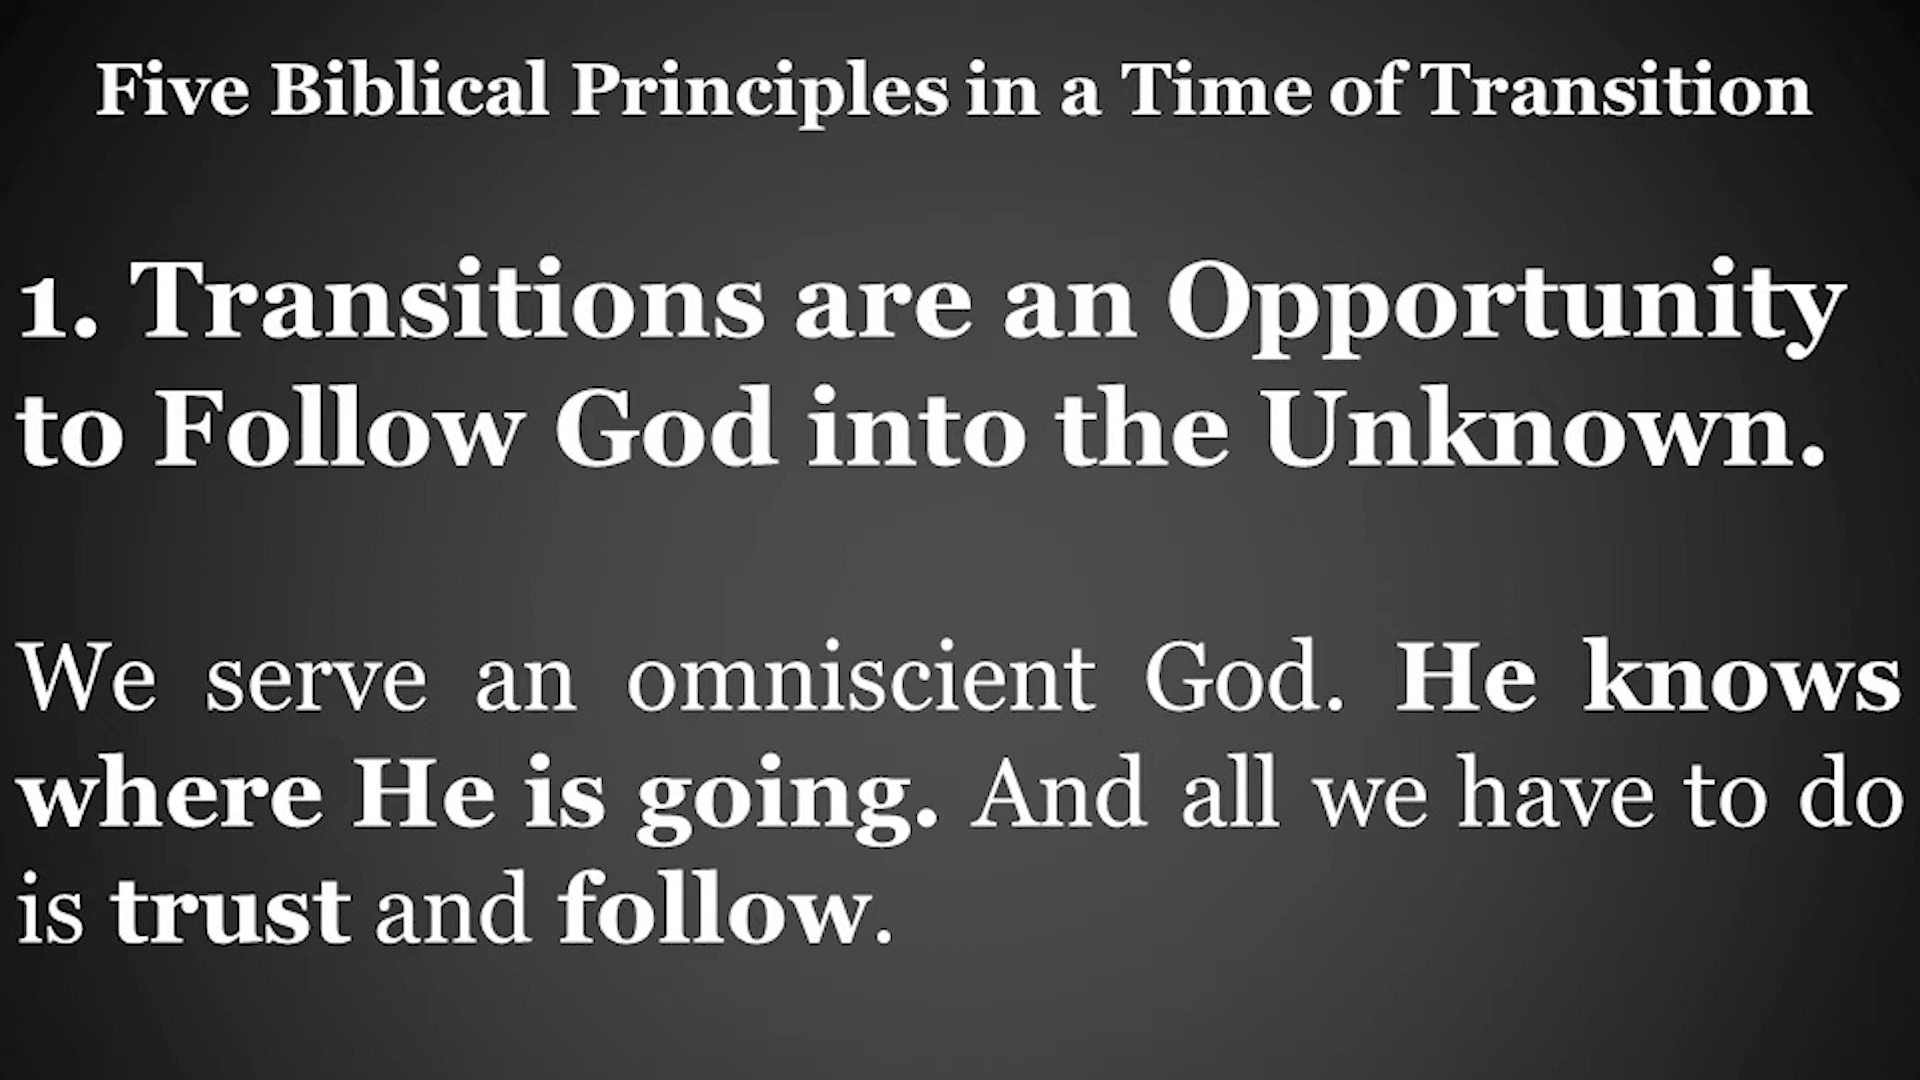 Five Biblical Principles in a Time of Transition
1. Transitions are an Opportunity
to Follow God into the Unknown.
We serve an omniscient God. He knows
where He is going. And all we have to do
is trust and follow.